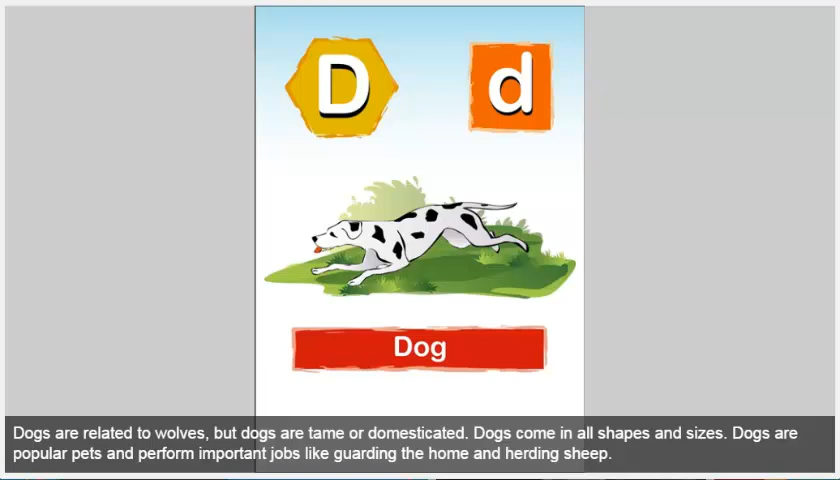 D d
Dog
Dogs are related to wolves, but dogs are tame or domesticated. Dogs come in all shapes and sizes. Dogs are
popular pets and perform important jobs like guarding the home and herding sheep.